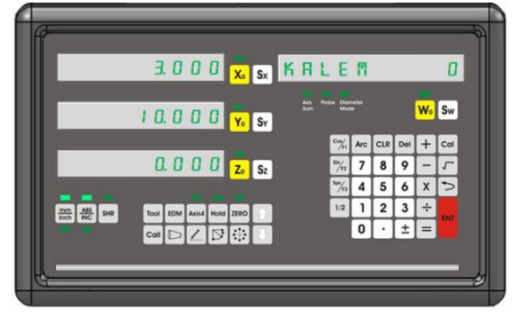 3.000 X₀ Sx KALEM 0
Axis Sum Probe Diameter Mode
W₀ Sw
10.000 Y₀ Sy
Cos/F1 Arc CLR Del + Cal
0.000 Z₀ Sz
7 8 9 - √
4 5 6 X
mm inch ABS INC SHR
Tool EDM Axis4 Hold ZERO
1/2 1 2 3 ÷ ENT
Call
0 · ± =